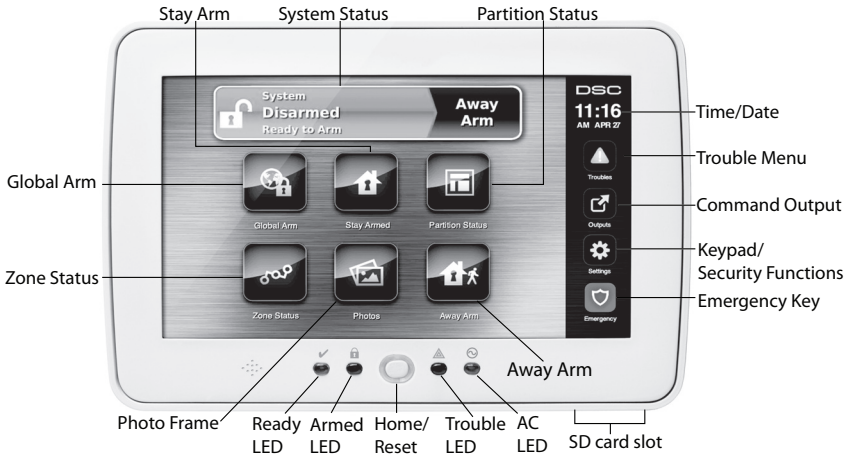 Stay Arm
System Status
Partition Status
System
Disarmed
Ready to Arm
Away
Arm
DSC
11:16
AM APR 27
Time/Date
Troubles
Trouble Menu
Global Arm
Global Arm
Stay Armed
Partition Status
Outputs
Command Output
Zone Status
Zone Status
Photos
Away Arm
Settings
Keypad/
Security Functions
Emergency
Emergency Key
Away Arm
Photo Frame
Ready
LED
Armed
LED
Home/
Reset
Trouble
LED
AC
LED
SD card slot